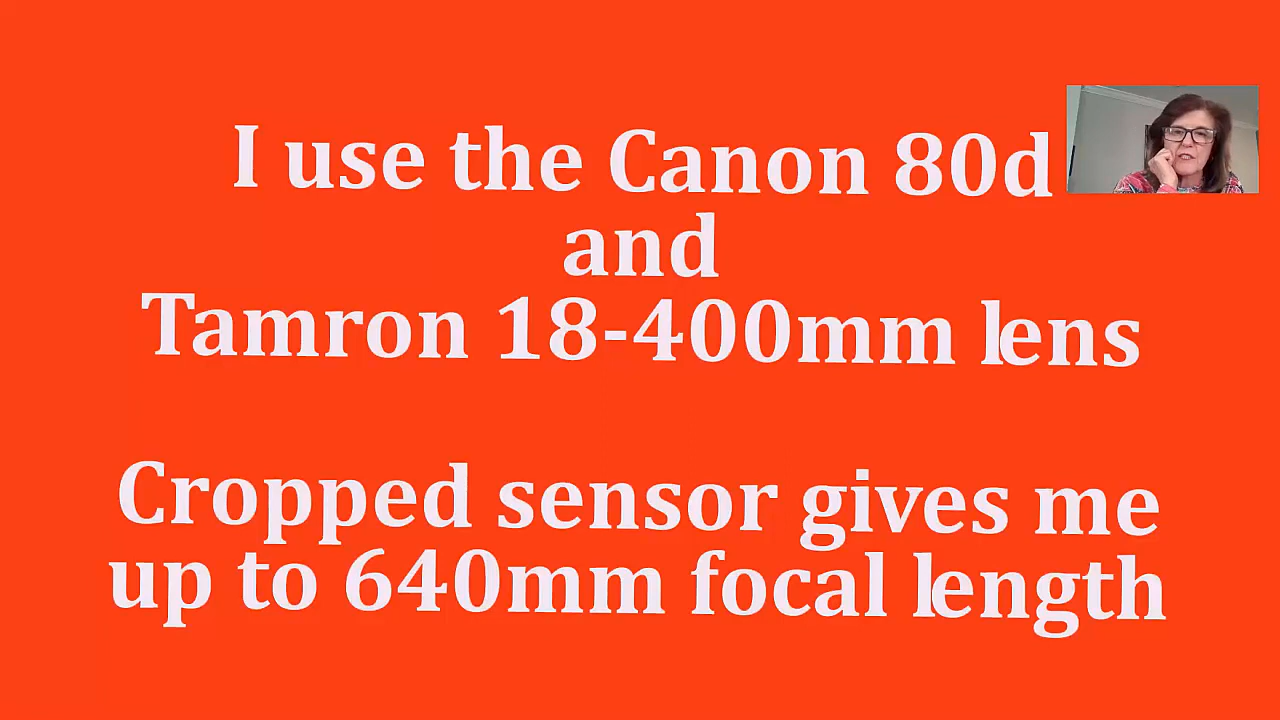 I use the Canon 80d
and
Tamron 18-400mm lens
Cropped sensor gives me
up to 640mm focal length